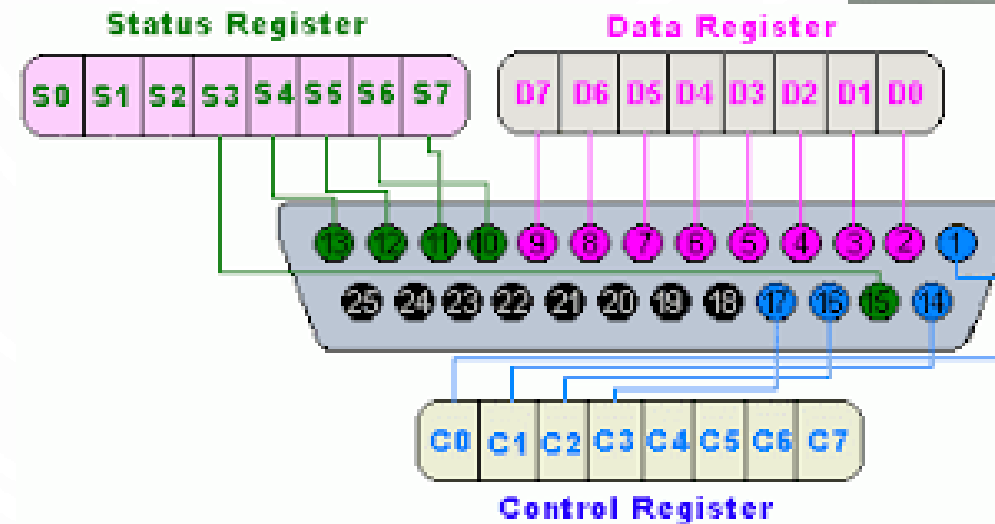 Status Register
Data Register
S0 S1 S2 S3 S4 S5 S6 S7
D7 D6 D5 D4 D3 D2 D1 D0
13 12 11 10 9 8 7 6 5 4 3 2 1
25 24 23 22 21 20 19 18 17 16 15 14
C0 C1 C2 C3 C4 C5 C6 C7
Control Register